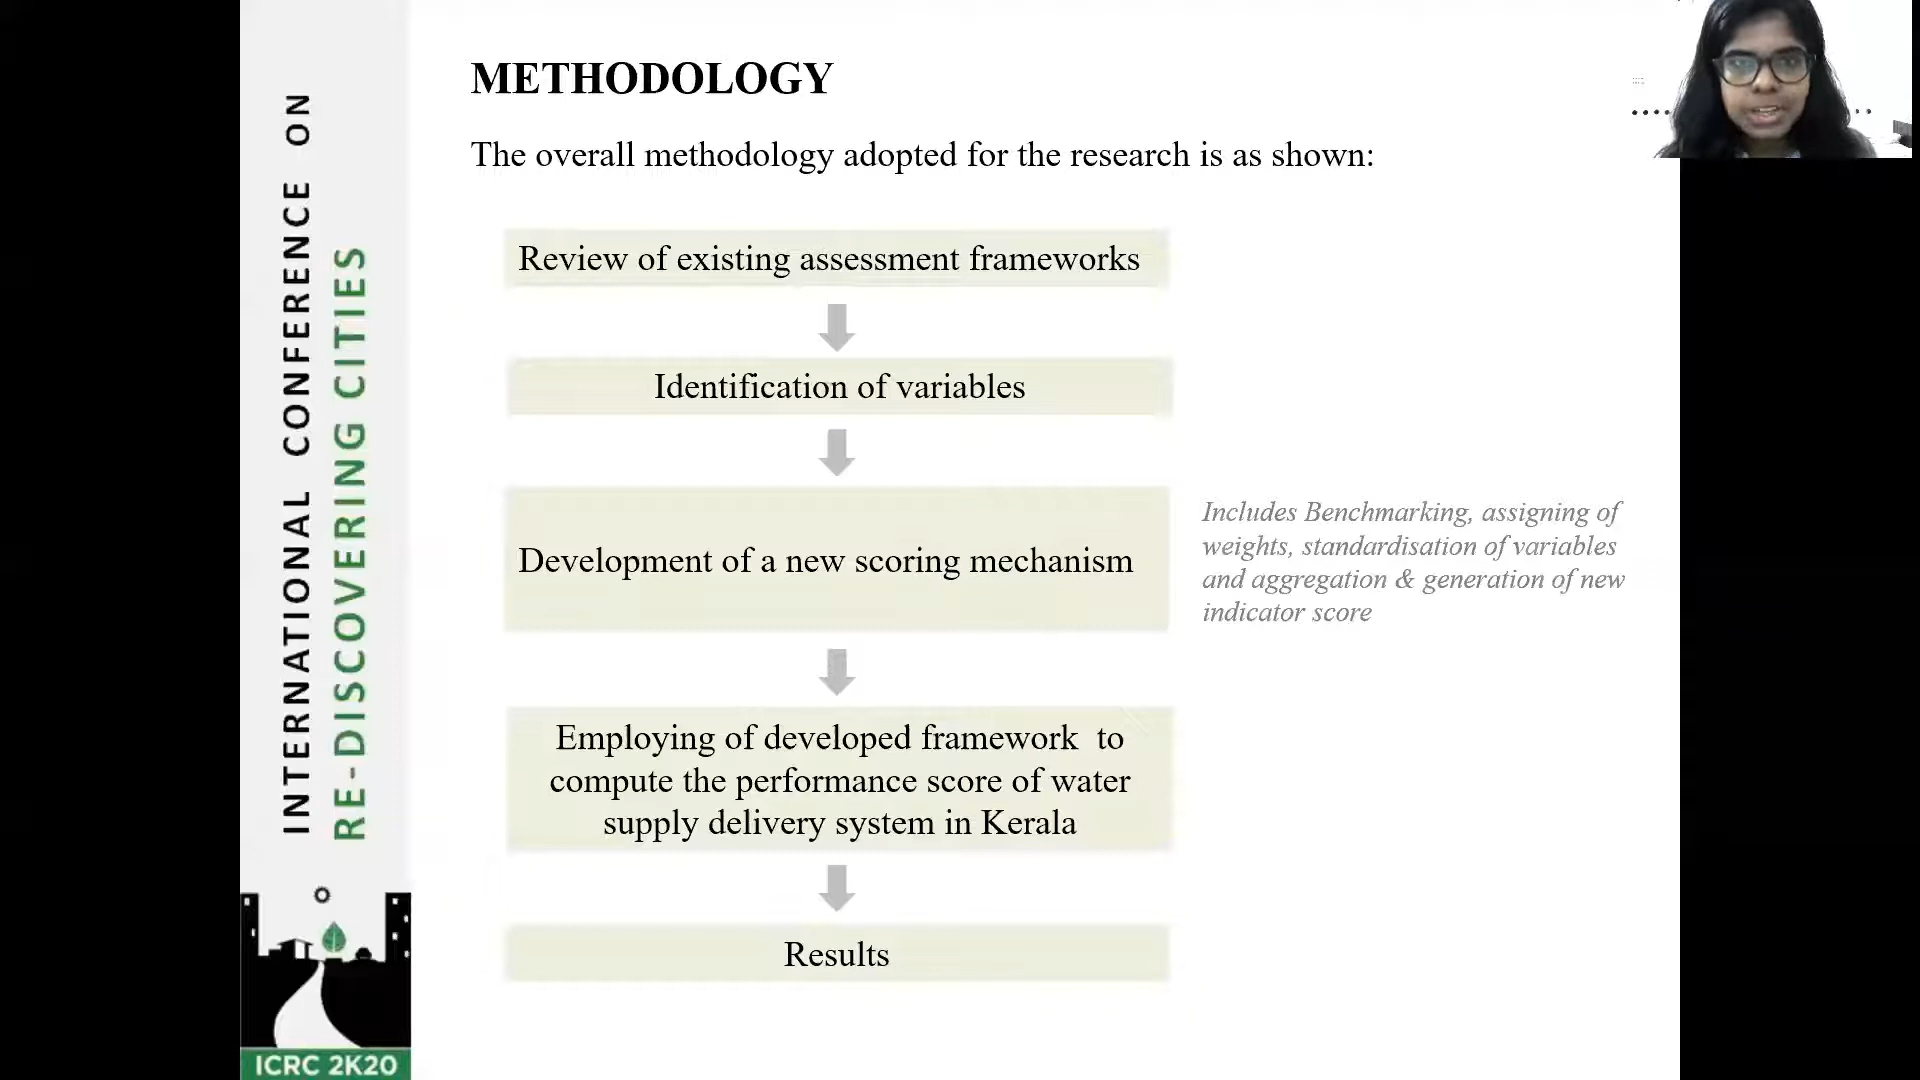 INTERNATIONAL CONFERENCE ON
RE-DISCOVERING CITIES
ICRC 2K20
METHODOLOGY
The overall methodology adopted for the research is as shown:
Review of existing assessment frameworks
Identification of variables
Development of a new scoring mechanism
Includes Benchmarking, assigning of
weights, standardisation of variables
and aggregation & generation of new
indicator score
Employing of developed framework to
compute the performance score of water
supply delivery system in Kerala
Results